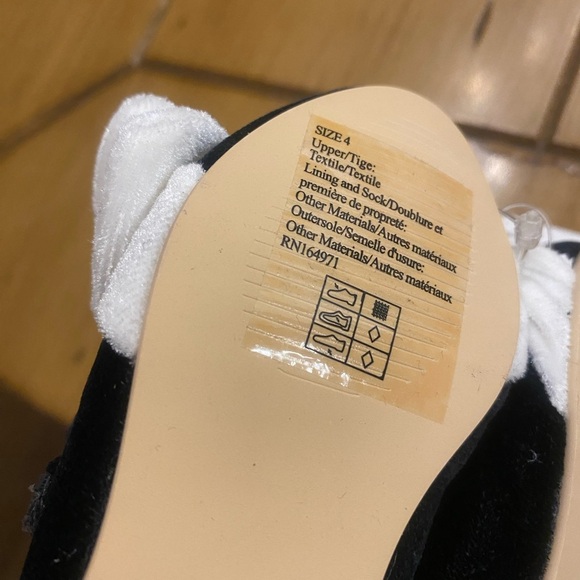 SIZE 4
Upper/Tige:
Textile/Textile
Lining and Sock/Doublure et
première de propreté:
Other Materials/Autres matériaux
Outersole/Semelle d'usure:
Other Materials/Autres matériaux
RN164971